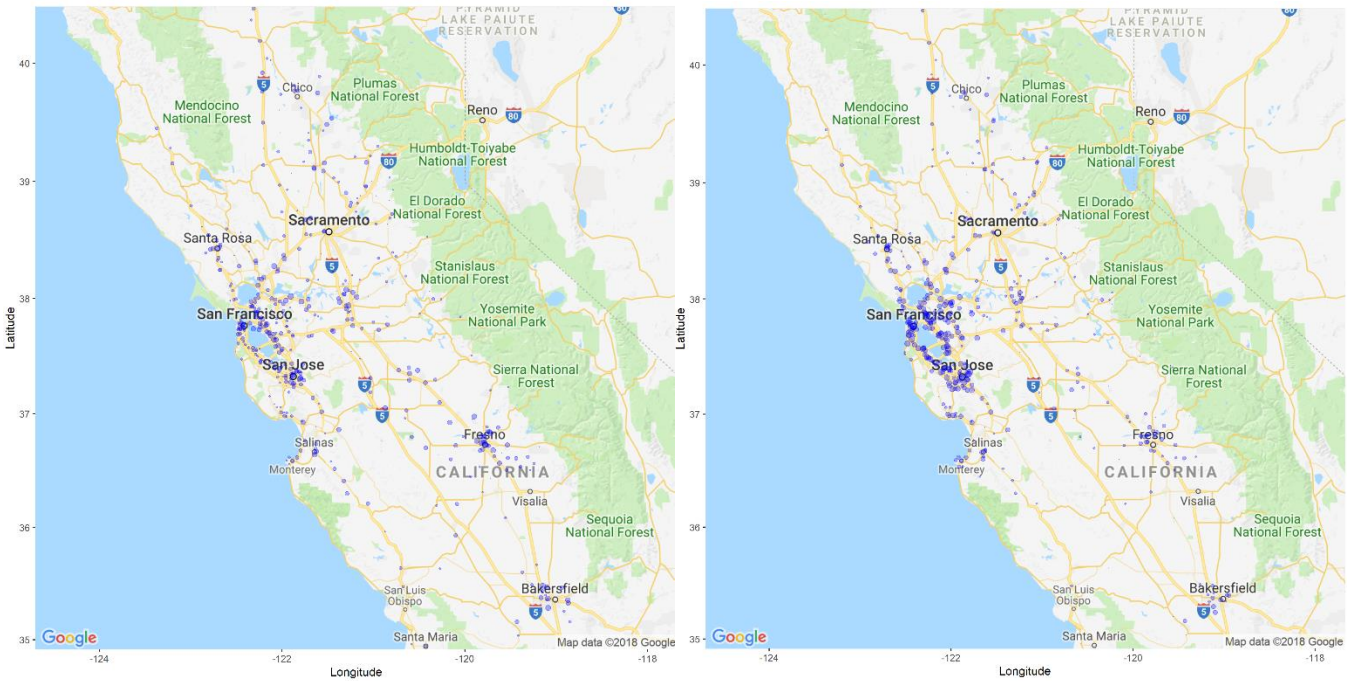 PYRAMID
LAKE PAIUTE
RESERVATION
80
40
5
Chico
Plumas
National Forest
Mendocino
National Forest
Reno
80
Humboldt-Toiyabe
National Forest
80
39
El Dorado
National Forest
Sacramento
Santa Rosa
5
Stanislaus
National Forest
38
San Francisco
Yosemite
National Park
Latitude
San Jose
Sierra National
Forest
5
37
5
Salinas
Fresno
Monterey
CALIFORNIA
Visalia
36
Sequoia
National Forest
San Luis
Obispo
Bakersfield
5
35
Google
Santa Maria
Map data ©2018 Google
-124
-122
-120
-118
Longitude
PYRAMID
LAKE PAIUTE
RESERVATION
80
40
5
Chico
Plumas
National Forest
Mendocino
National Forest
Reno
80
Humboldt-Toiyabe
National Forest
80
39
El Dorado
National Forest
Sacramento
Santa Rosa
5
Stanislaus
National Forest
38
San Francisco
Yosemite
National Park
Latitude
San Jose
Sierra National
Forest
5
37
5
Salinas
Fresno
Monterey
CALIFORNIA
Visalia
36
Sequoia
National Forest
San Luis
Obispo
Bakersfield
5
35
Google
Santa Maria
Map data ©2018 Google
-124
-122
-120
-118
Longitude